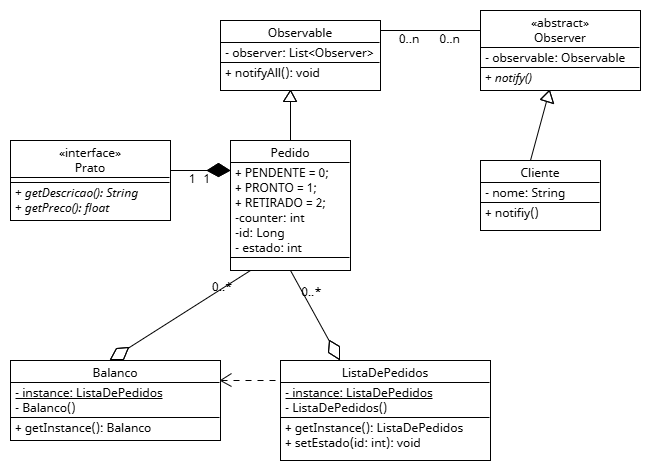 Observable
- observer: List<Observer>
+ notifyAll(): void
0..n
0..n
«abstract»
Observer
- observable: Observable
+ notify()
«interface»
Prato
+ getDescricao(): String
+ getPreco(): float
1
1
Pedido
+ PENDENTE = 0;
+ PRONTO = 1;
+ RETIRADO = 2;
-counter: int
-id: Long
- estado: int
Cliente
- nome: String
+ notifiy()
0..*
0..*
Balanco
- instance: ListaDePedidos
- Balanco()
+ getInstance(): Balanco
ListaDePedidos
- instance: ListaDePedidos
- ListaDePedidos()
+ getInstance(): ListaDePedidos
+ setEstado(id: int): void